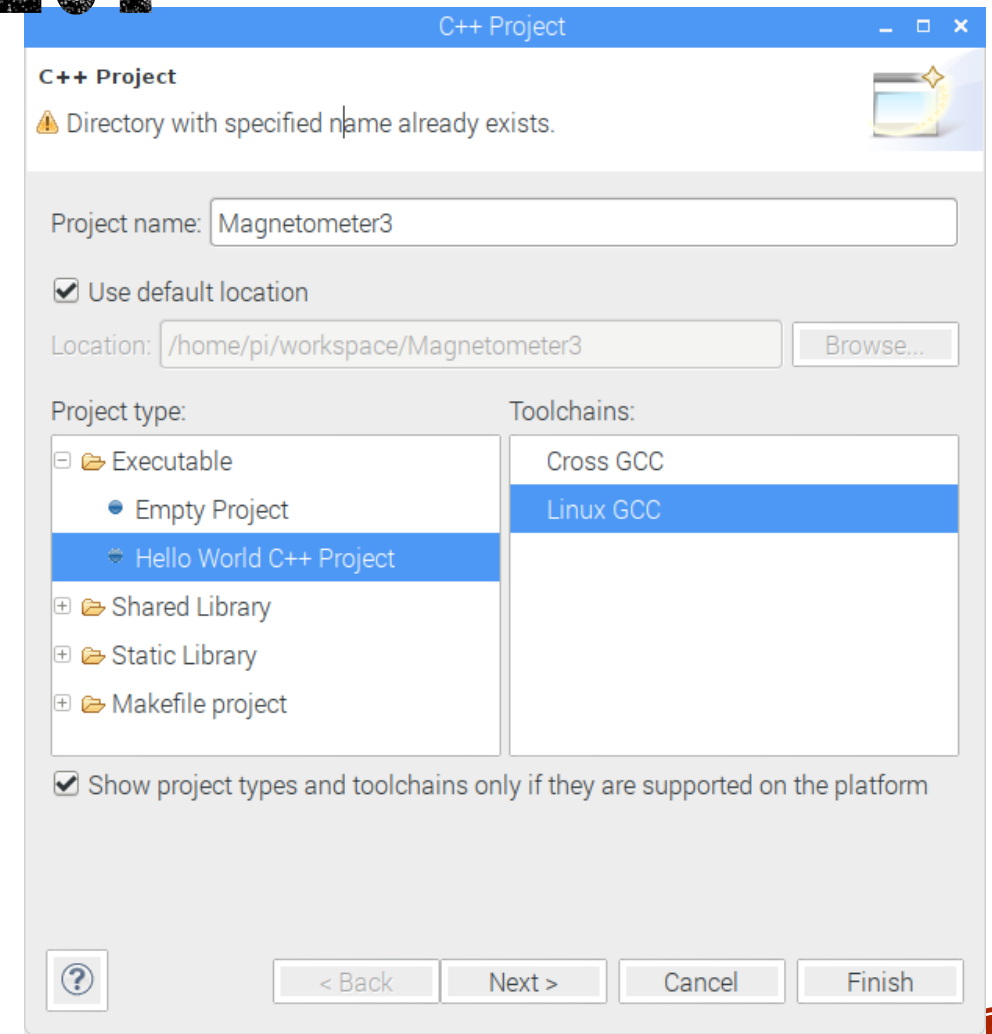 C++ Project
C++ Project
Directory with specified name already exists.
Project name: Magnetometer3
Use default location
Location: /home/pi/workspace/Magnetometer3 Browse...
Project type: Toolchains:
Executable Cross GCC
Empty Project Linux GCC
Hello World C++ Project
Shared Library
Static Library
Makefile project
Show project types and toolchains only if they are supported on the platform
? < Back Next > Cancel Finish